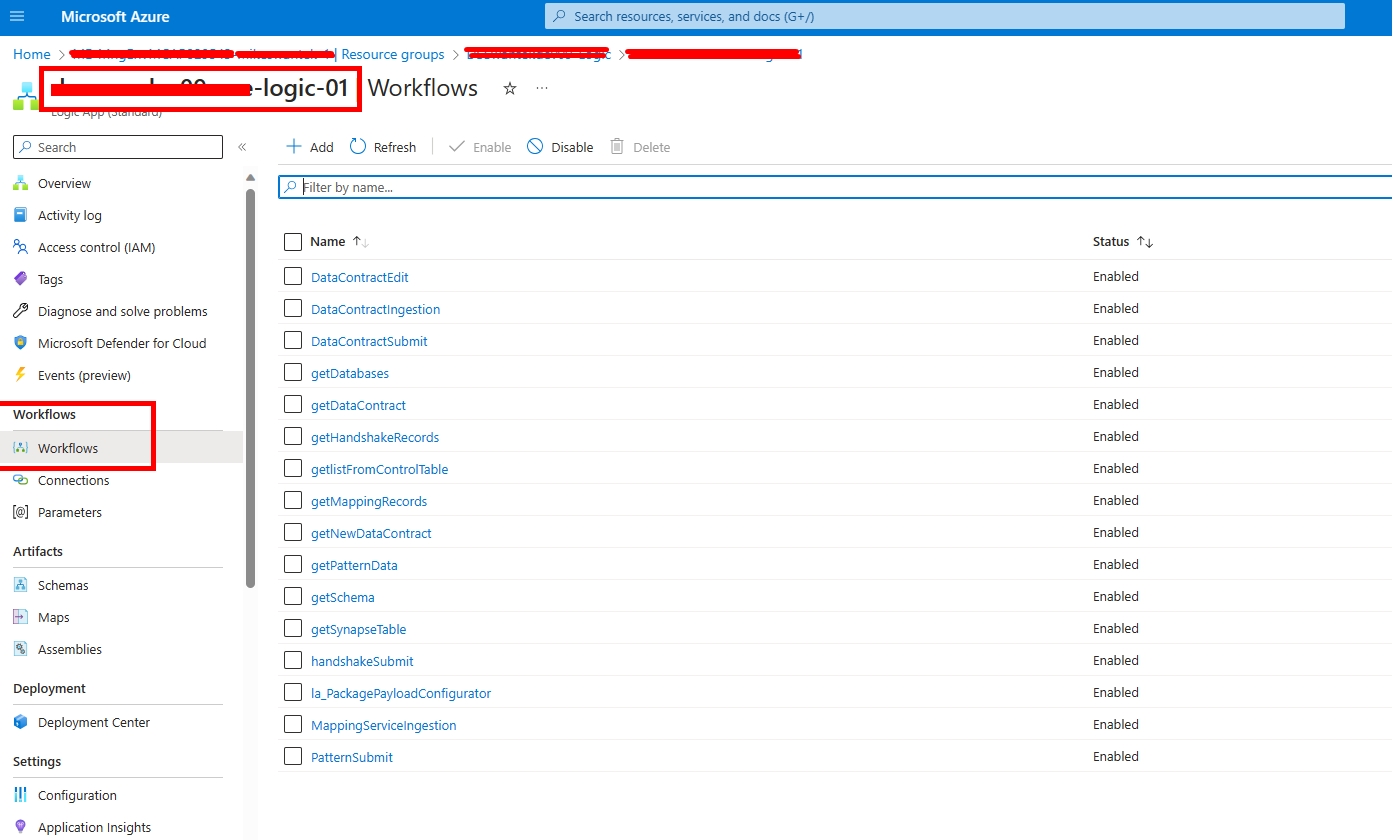 Microsoft Azure
Search resources, services, and docs (G+/)
Home > | Resource groups > >
e-logic-01 Workflows
Logic App (Standard)
Search
«
Add Refresh Enable Disable Delete
Filter by name...
Overview
Activity log
Access control (IAM)
Tags
Diagnose and solve problems
Microsoft Defender for Cloud
Events (preview)
Workflows
Workflows
Connections
Parameters
Artifacts
Schemas
Maps
Assemblies
Deployment
Deployment Center
Settings
Configuration
Application Insights
Name Status
DataContractEdit Enabled
DataContractIngestion Enabled
DataContractSubmit Enabled
getDatabases Enabled
getDataContract Enabled
getHandshakeRecords Enabled
getlistFromControlTable Enabled
getMappingRecords Enabled
getNewDataContract Enabled
getPatternData Enabled
getSchema Enabled
getSynapseTable Enabled
handshakeSubmit Enabled
la_PackagePayloadConfigurator Enabled
MappingServiceIngestion Enabled
PatternSubmit Enabled